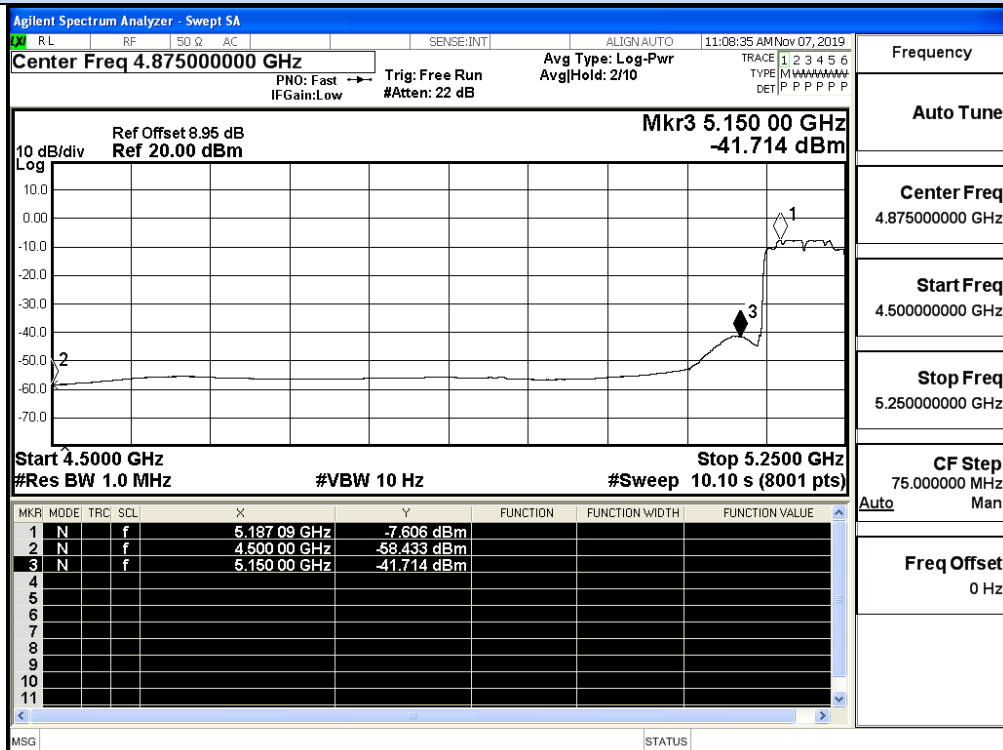 Agilent Spectrum Analyzer - Swept SA
LXI RL RF 50 Ω AC SENSE:INT ALIGNAUTO 11:08:35 AM Nov 07, 2019
Center Freq 4.875000000 GHz
PNO: Fast
IFGain:Low
Trig: Free Run
#Atten: 22 dB
Avg Type: Log-Pwr
Avg|Hold: 2/10
TRACE 1 2 3 4 5 6
TYPE M W W W W W
DET P P P P P P
Mkr3 5.150 00 GHz
-41.714 dBm
Ref Offset 8.95 dB
10 dB/div Ref 20.00 dBm
Log
10.0
0.00
-10.0
-20.0
-30.0
-40.0
-50.0
-60.0
-70.0
1
2
3
Start 4.5000 GHz Stop 5.2500 GHz
#Res BW 1.0 MHz #VBW 10 Hz #Sweep 10.10 s (8001 pts)
MKR MODE TRC SCL X Y FUNCTION FUNCTION WIDTH FUNCTION VALUE
1 N f 5.187 09 GHz -7.606 dBm
2 N f 4.500 00 GHz -58.433 dBm
3 N f 5.150 00 GHz -41.714 dBm
4
5
6
7
8
9
10
11
MSG STATUS
Frequency
Auto Tune
Center Freq
4.875000000 GHz
Start Freq
4.500000000 GHz
Stop Freq
5.250000000 GHz
CF Step
75.000000 MHz
Auto Man
Freq Offset
0 Hz